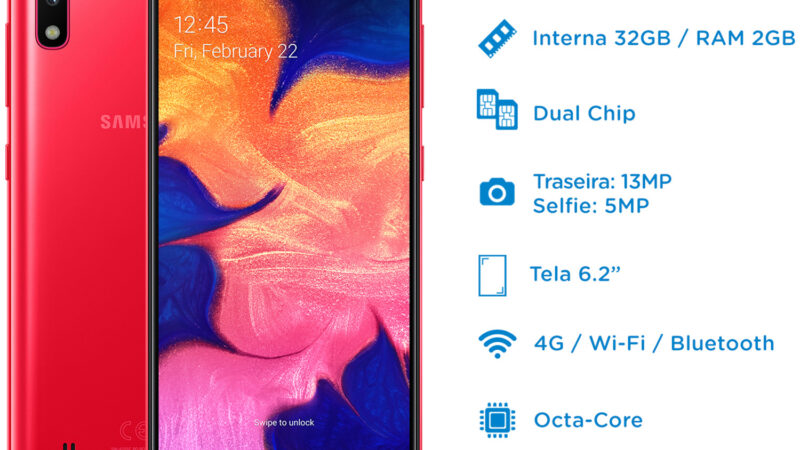 12:45
Fri, February 22
SAMS
Swipe to unlock
Interna 32GB / RAM 2GB
Dual Chip
Traseira: 13MP
Selfie: 5MP
Tela 6.2”
4G / Wi-Fi / Bluetooth
Octa-Core